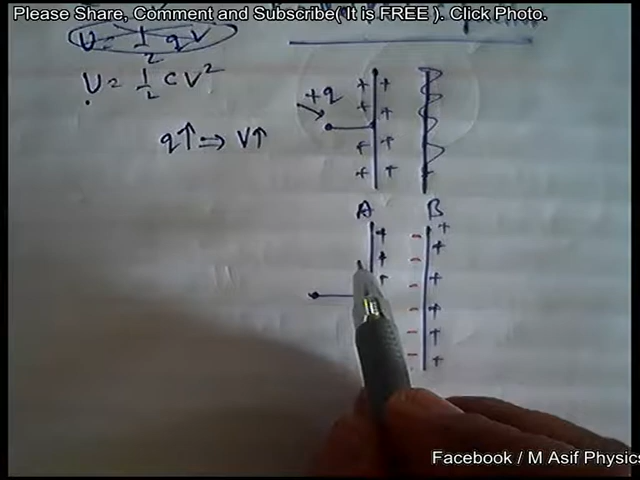 Please Share, Comment and Subscribe( It is FREE ). Click Photo.
U = 1/2 qV
U = 1/2 CV²
q↑ ⇒ V↑
+q
+ +
+ +
+ +
+ +
+ +
A B
+ - +
+ - +
+ - +
- +
- +
- +
Facebook / M Asif Physics